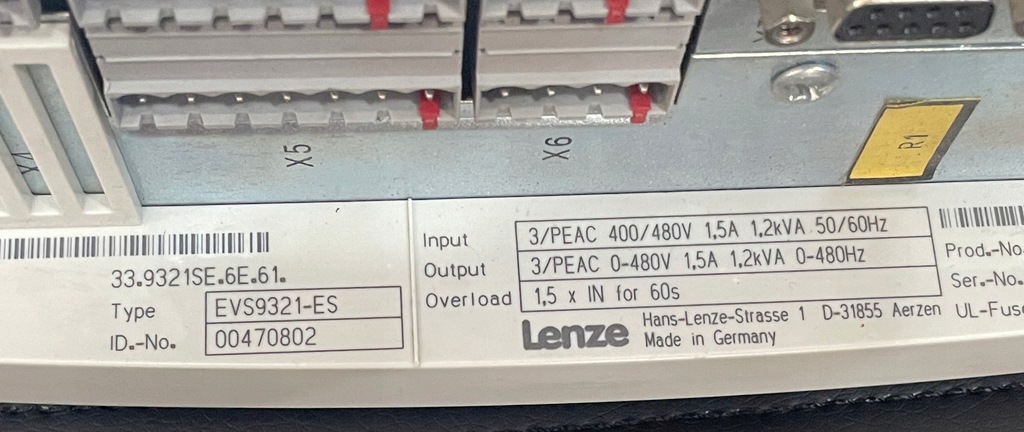 X5
X6
R1
33.9321SE.6E.61.
Type EVS9321-ES
ID.-No. 00470802
Input 3/PEAC 400/480V 1,5A 1,2kVA 50/60Hz
Output 3/PEAC 0-480V 1,5A 1,2kVA 0-480Hz
Overload 1,5 x IN for 60s
Lenze Hans-Lenze-Strasse 1 D-31855 Aerzen
Made in Germany
Prod.-No.
Ser.-No.
UL-Fuse